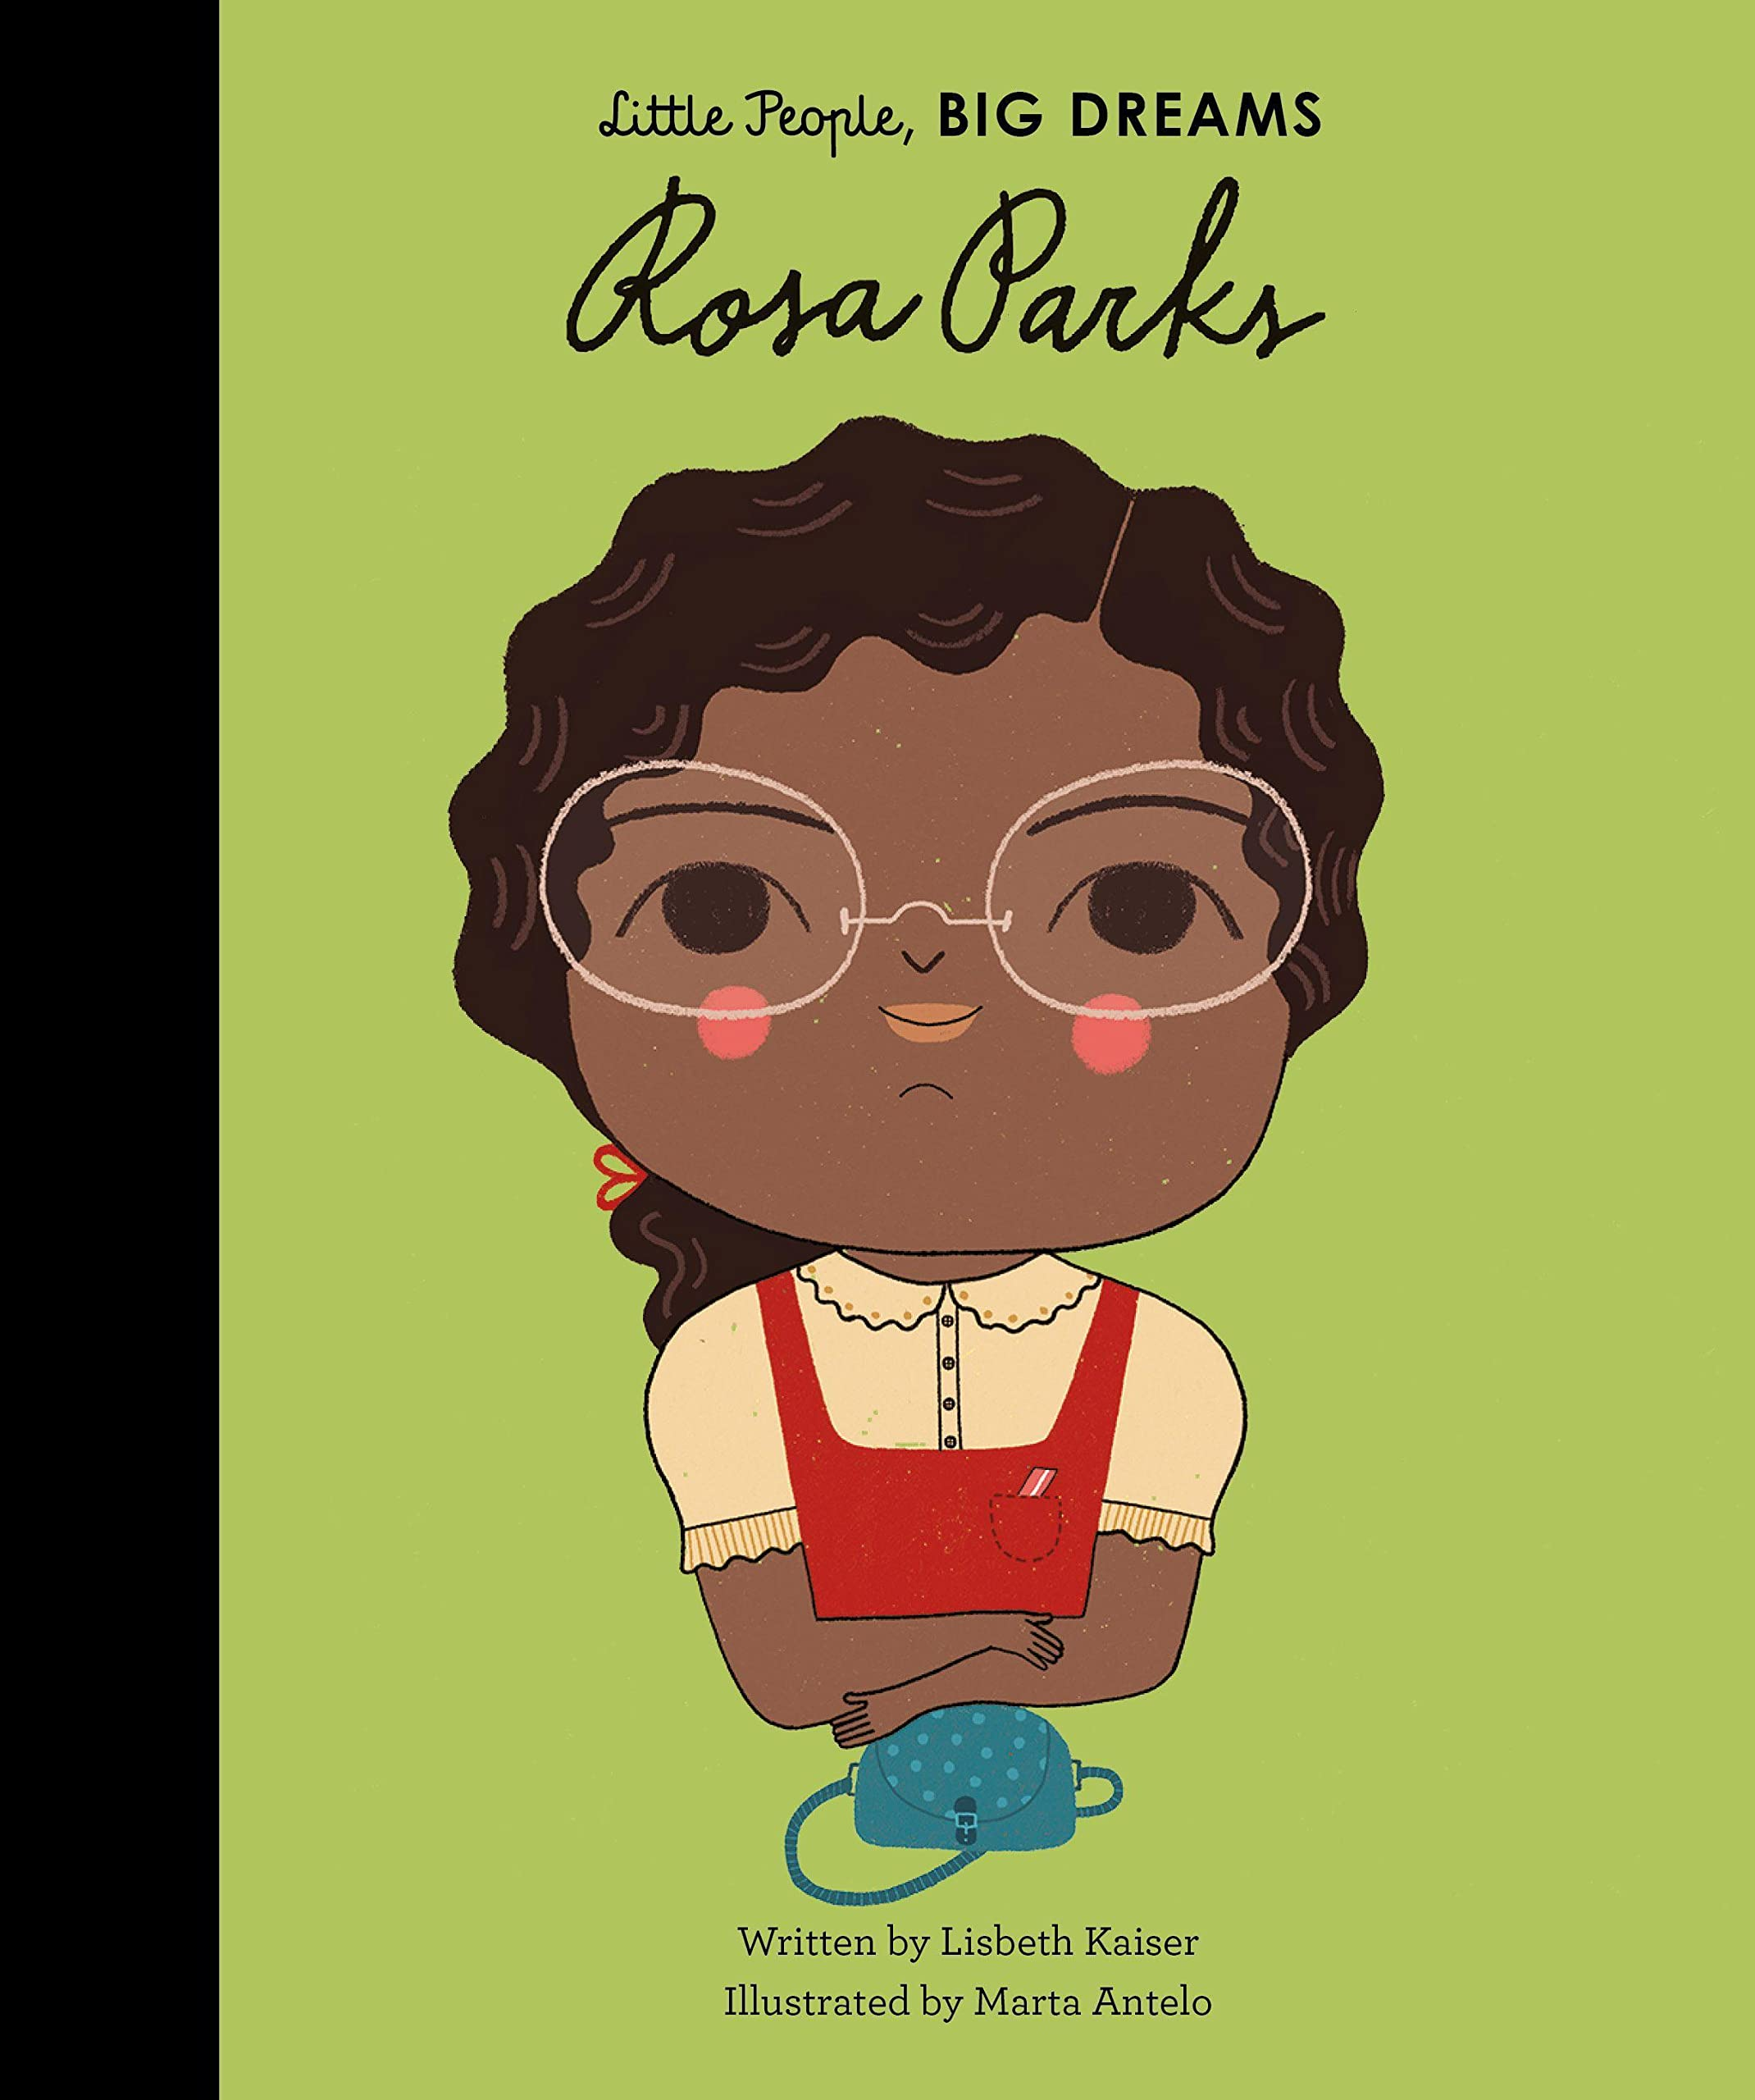 Little People, BIG DREAMS
Rosa Parks
Written by Lisbeth Kaiser
Illustrated by Marta Antelo